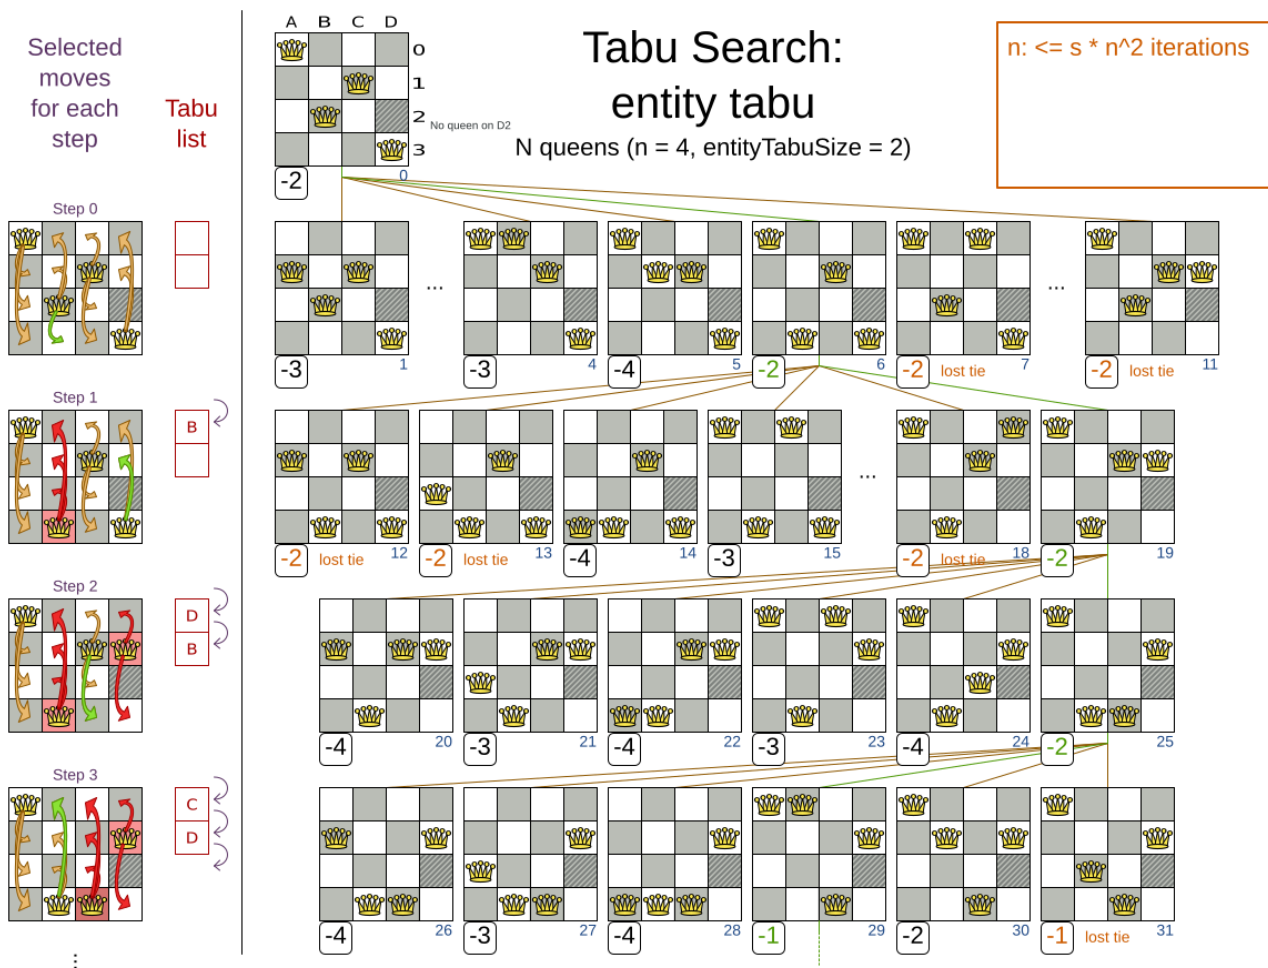 Selected
moves
for each
step
Tabu
list
A B C D
0
1
2
3
No queen on D2
Tabu Search:
entity tabu
N queens (n = 4, entityTabuSize = 2)
n: <= s * n^2 iterations
-2
0
Step 0
...
...
-3
1
-3
4
-4
5
-2
6
-2
lost tie
7
-2
lost tie
11
Step 1
B
...
-2
lost tie
12
-2
lost tie
13
-4
14
-3
15
-2
lost tie
18
-2
19
Step 2
D
B
-4
20
-3
21
-4
22
-3
23
-4
24
-2
25
Step 3
C
D
-4
26
-3
27
-4
28
-1
29
-2
30
-1
lost tie
31
...